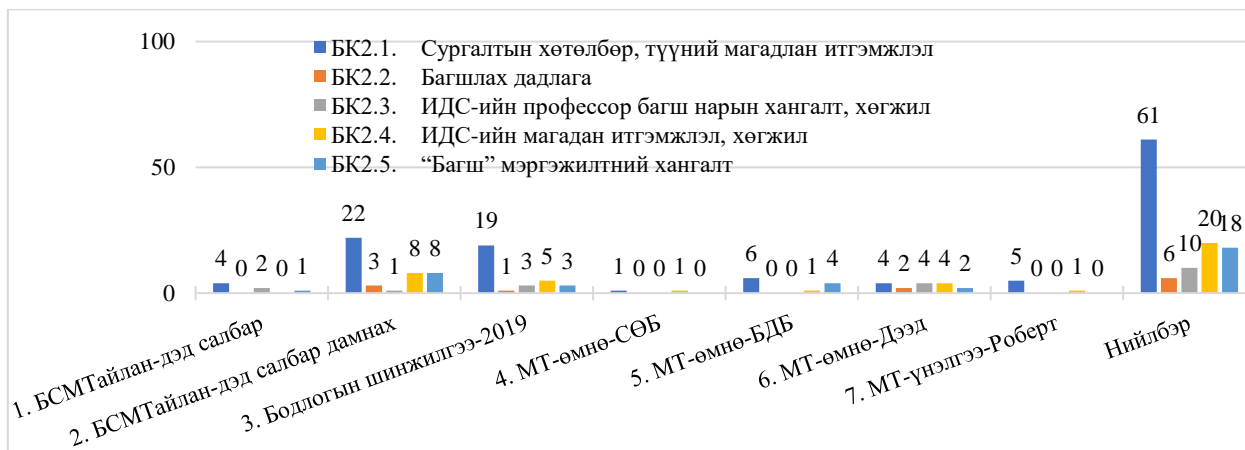 100
50
0
БК2.1. Сургалтын хөтөлбөр, түүний магадлан итгэмжлэл
БК2.2. Багшлах дадлага
БК2.3. ИДС-ийн профессор багш нарын хангалт, хөгжил
БК2.4. ИДС-ийн магадан итгэмжлэл, хөгжил
БК2.5. “Багш” мэргэжилтний хангалт
4 0 2 0 1
22 3 1 8 8
19 1 3 5 3
1 0 0 1 0
6 0 0 1 4
4 2 4 4 2
5 0 0 1 0
61 6 10 20 18
1. БСМТайлан-дэд салбар
2. БСМТайлан-дэд салбар дамнах
3. Бодлогын шинжилгээ-2019
4. МТ-өмнө-СӨБ
5. МТ-өмнө-БДБ
6. МТ-өмнө-Дээд
7. МТ-үнэлгээ-Роберт
Нийлбэр